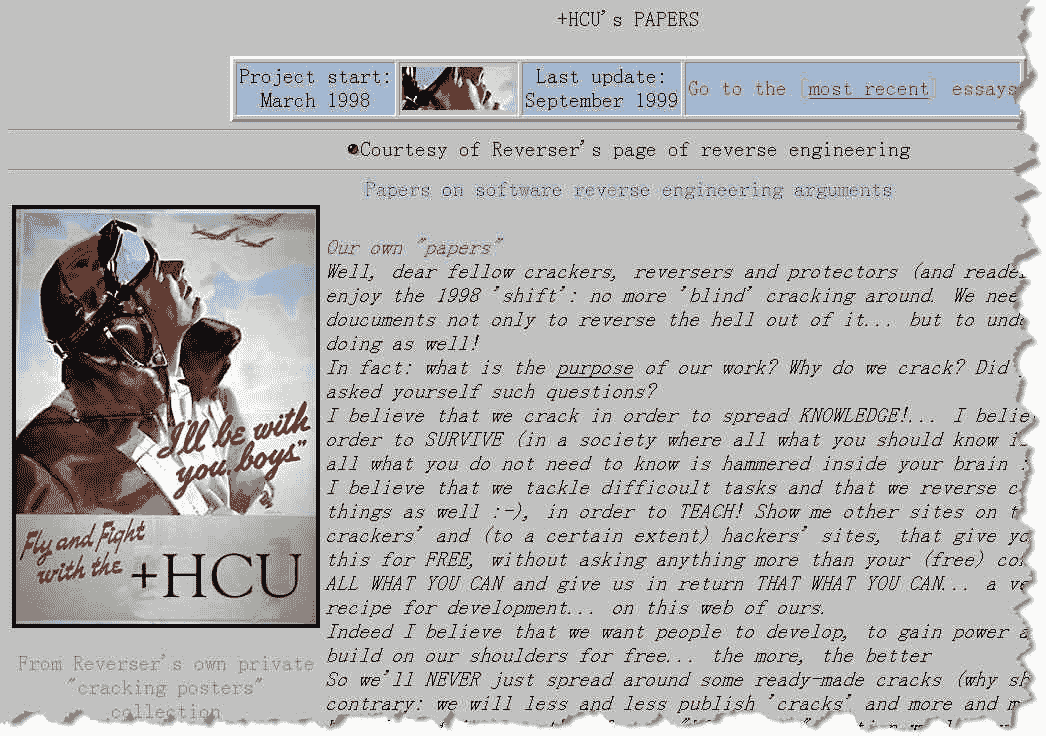 +HCU's PAPERS
Project start:
March 1998
Last update:
September 1999
Go to the [most recent] essays
Courtesy of Reverser's page of reverse engineering
Papers on software reverse engineering arguments
Our own "papers"
Well, dear fellow crackers, reversers and protectors (and
enjoy the 1998 'shift': no more 'blind' cracking around. We
doucuments not only to reverse the hell out of it... but to
doing as well!
In fact: what is the purpose of our work? Why do we crack? Did
asked yourself such questions?
I believe that we crack in order to spread KNOWLEDGE!... I
order to SURVIVE (in a society where all what you should know
all what you do not need to know is hammered inside your brain
I believe that we tackle difficoult tasks and that we reverse
things as well :-), in order to TEACH! Show me other sites on
crackers' and (to a certain extent) hackers' sites, that give
this for FREE, without asking anything more than your (free)
ALL WHAT YOU CAN and give us in return THAT WHAT YOU CAN... a
recipe for development... on this web of ours.
Indeed I believe that we want people to develop, to gain power
build on our shoulders for free... the more, the better
So we'll NEVER just spread around some ready-made cracks (why
contrary: we will less and less publish 'cracks' and more and
"I'll be with
you, boys"
Fly and Fight
with the +HCU
From Reverser's own private
"cracking posters"
collection